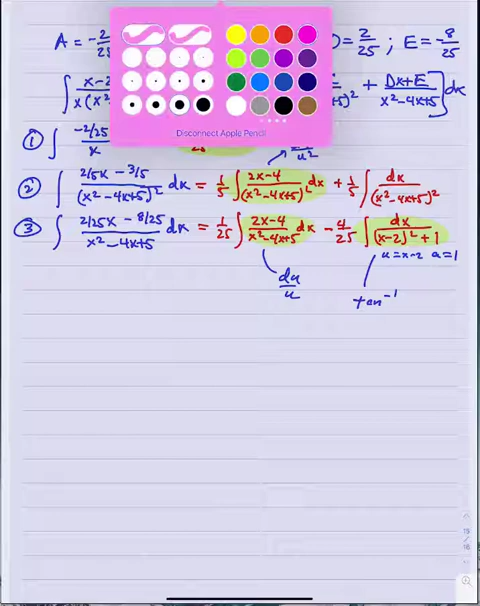 A = -2/25 D = 2/25 ; E = -8/25
∫ x-2 / x(x² + Dx+E / x²-4x+5 ] dx
① ∫ -2/25 / x 25 u²
② ∫ 2/5x - 3/5 / (x²-4x+5)² dx = 1/5 ∫ 2x-4 / (x²-4x+5)² dx + 1/5 ∫ dx / (x²-4x+5)²
③ ∫ 2/25x - 8/25 / x²-4x+5 dx = 1/25 ∫ 2x-4 / x²-4x+5 dx - 4/25 ∫ dx / (x-2)²+1
u=x-2 a=1
du/u
tan⁻¹
Disconnect Apple Pencil
15 / 16